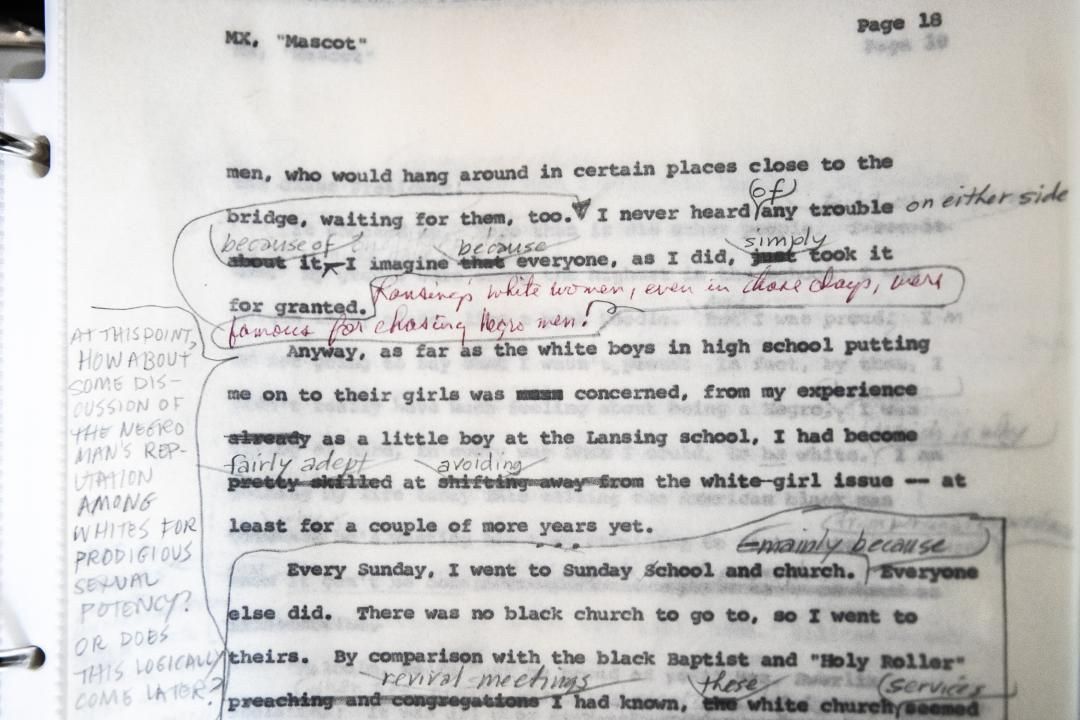 MX, "Mascot"
Page 18
men, who would hang around in certain places close to the
(of)
bridge, waiting for them, too. I never heard any trouble on either side
because of because simply
about it, I imagine that everyone, as I did, just took it
for granted. Lansing's white women, even in those days, were
famous for chasing Negro men!
Anyway, as far as the white boys in high school putting
me on to their girls was concerned, from my experience
already as a little boy at the Lansing school, I had become
fairly adept avoiding
pretty skilled at shifting away from the white-girl issue -- at
least for a couple of more years yet.
mainly because
Every Sunday, I went to Sunday School and church. Everyone
else did. There was no black church to go to, so I went to
theirs. By comparison with the black Baptist and "Holy Roller"
revival meetings these services
preaching and congregations I had known, the white church seemed
AT THIS POINT,
HOW ABOUT
SOME DIS-
CUSSION OF
THE NEGRO
MAN'S REP-
UTATION
AMONG
WHITES FOR
PRODIGIOUS
SEXUAL
POTENCY?
OR DOES
THIS LOGICALLY
COME LATER?